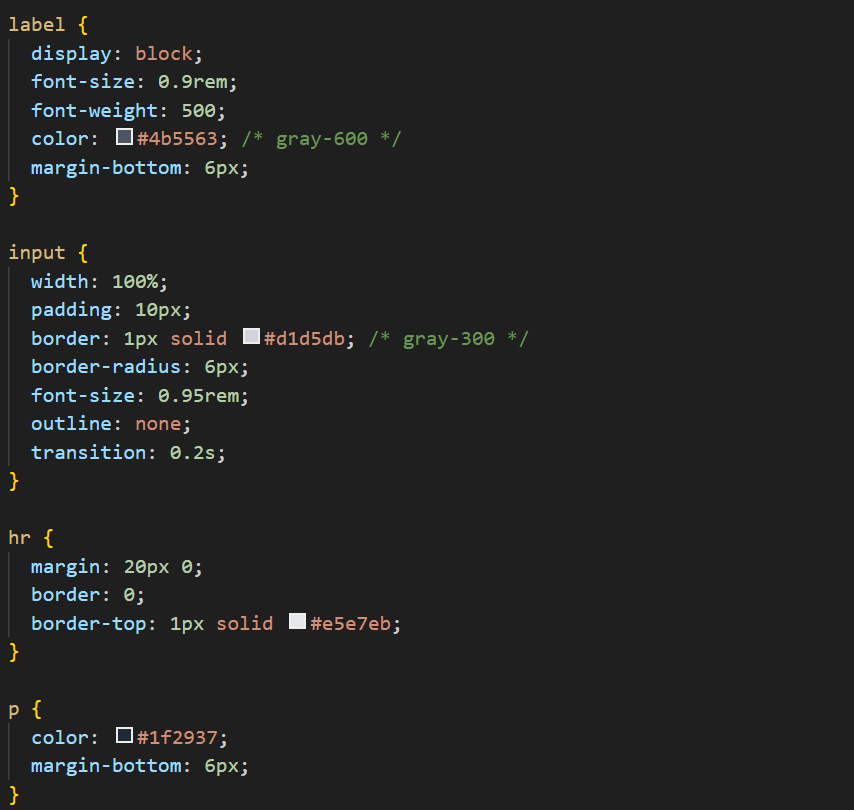 label {
  display: block;
  font-size: 0.9rem;
  font-weight: 500;
  color: #4b5563; /* gray-600 */
  margin-bottom: 6px;
}

input {
  width: 100%;
  padding: 10px;
  border: 1px solid #d1d5db; /* gray-300 */
  border-radius: 6px;
  font-size: 0.95rem;
  outline: none;
  transition: 0.2s;
}

hr {
  margin: 20px 0;
  border: 0;
  border-top: 1px solid #e5e7eb;
}

p {
  color: #1f2937;
  margin-bottom: 6px;
}